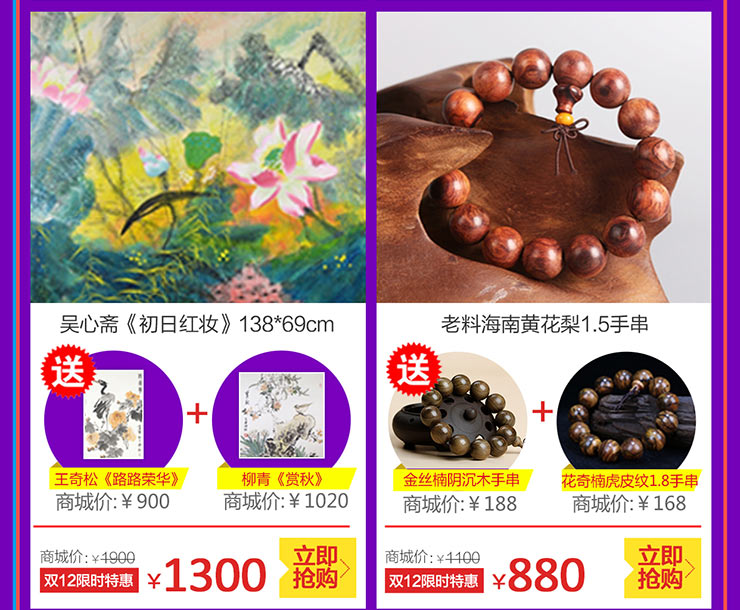 吴心斋《初日红妆》138*69cm
送
+
王奇松《路路荣华》
商城价:￥900
柳青《赏秋》
商城价:￥1020
商城价:￥1900
双12限时特惠
￥1300
立即
抢购
老料海南黄花梨1.5手串
送
+
金丝楠阴沉木手串
商城价:￥188
花奇楠虎皮纹1.8手串
商城价:￥168
商城价:￥1100
双12限时特惠
￥880
立即
抢购